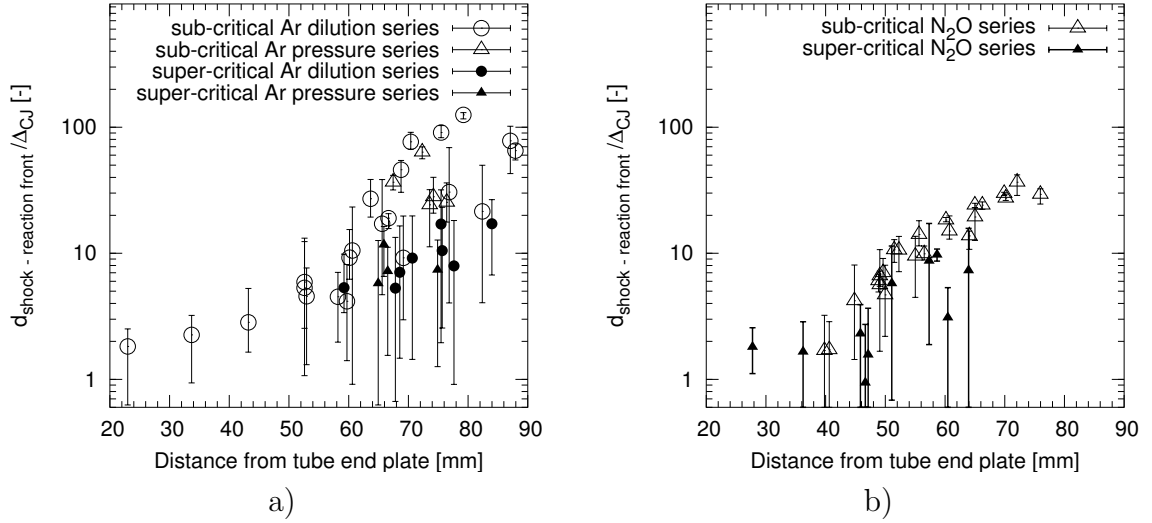 sub-critical Ar dilution series
sub-critical Ar pressure series
super-critical Ar dilution series
super-critical Ar pressure series
100
10
1
20 30 40 50 60 70 80 90
Distance from tube end plate [mm]
d_shock - reaction front /Δ_CJ [-]
a)
sub-critical N₂O series
super-critical N₂O series
100
10
1
20 30 40 50 60 70 80 90
Distance from tube end plate [mm]
d_shock - reaction front /Δ_CJ [-]
b)